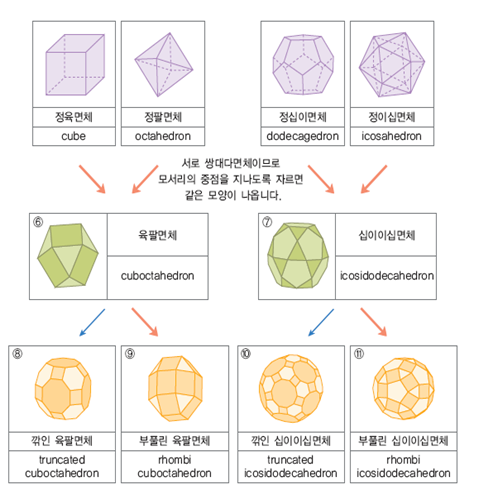 정육면체
정팔면체
정십이면체
정이십면체
cube
octahedron
dodecagedron
icosahedron
서로 쌍대다면체이므로
모서리의 중점을 지나도록 자르면
같은 모양이 나옵니다.
⑥
육팔면체
cuboctahedron
⑦
십이이십면체
icosidodecahedron
⑧
⑨
⑩
⑪
깎인 육팔면체
부풀린 육팔면체
깎인 십이이십면체
부풀린 십이이십면체
truncated
cuboctahedron
rhombi
cuboctahedron
truncated
icosidodecahedron
rhombi
icosidodecahedron